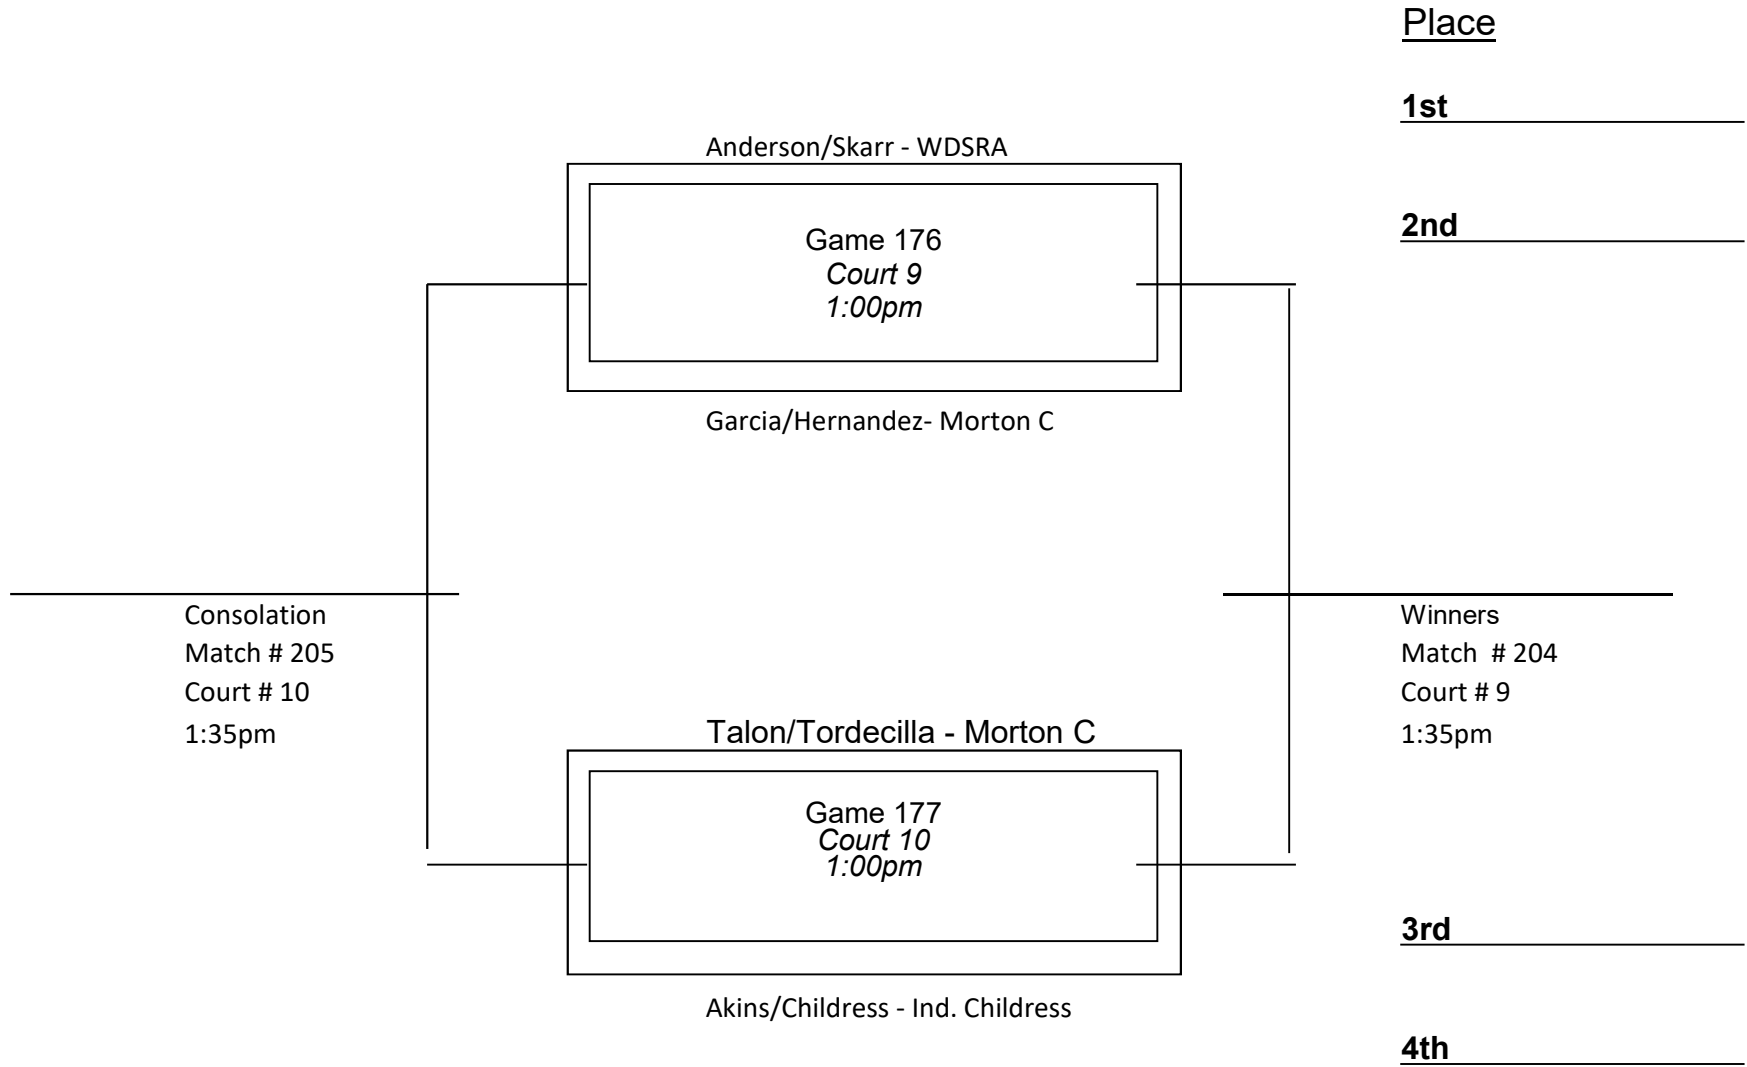 Place
1st
Anderson/Skarr - WDSRA
2nd
Game 176
Court 9
1:00pm
Garcia/Hernandez- Morton C
Consolation
Match # 205
Court # 10
1:35pm
Winners
Match  # 204
Court # 9
1:35pm
Talon/Tordecilla - Morton C
Game 177
Court 10
1:00pm
3rd
Akins/Childress - Ind. Childress
4th